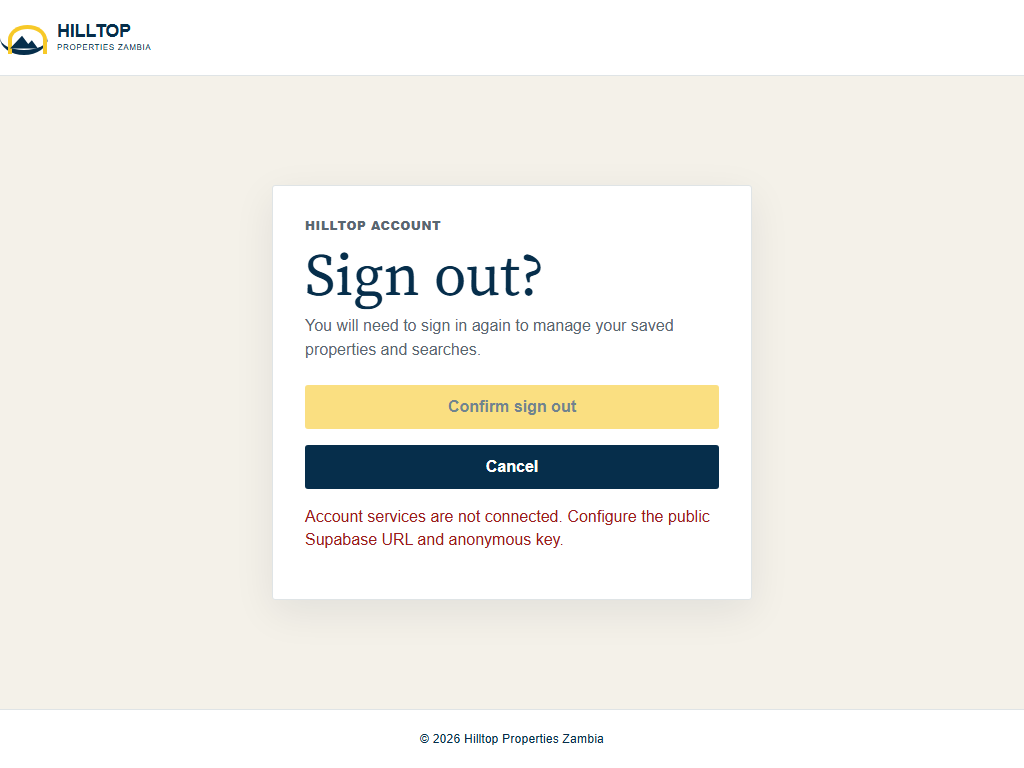 HILLTOP
PROPERTIES ZAMBIA
HILLTOP ACCOUNT
Sign out?
You will need to sign in again to manage your saved
properties and searches.
Confirm sign out
Cancel
Account services are not connected. Configure the public
Supabase URL and anonymous key.
© 2026 Hilltop Properties Zambia